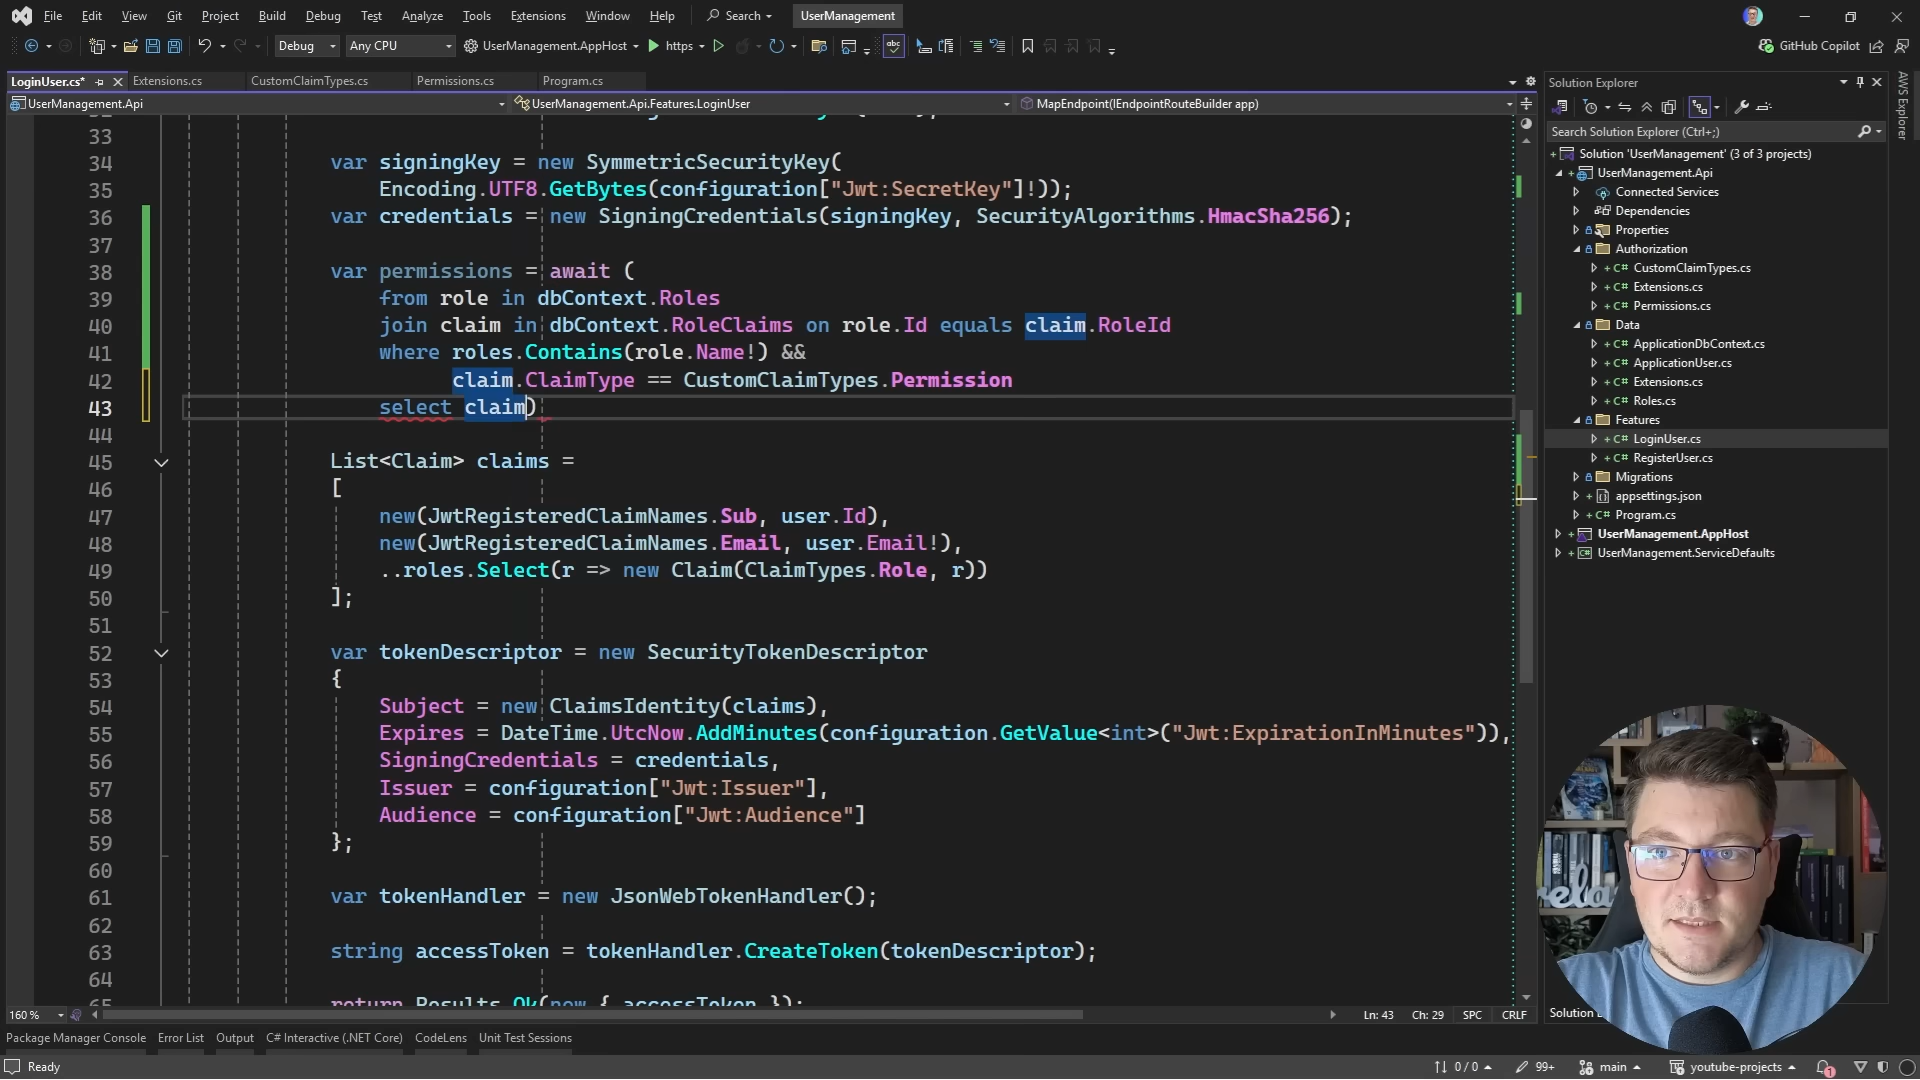 File Edit View Git Project Build Debug Test Analyze Tools Extensions Window Help Search UserManagement
Debug Any CPU UserManagement.AppHost https GitHub Copilot
LoginUser.cs* Extensions.cs CustomClaimTypes.cs Permissions.cs Program.cs
UserManagement.Api UserManagement.Api.Features.LoginUser MapEndpoint(IEndpointRouteBuilder app)
33
34 var signingKey = new SymmetricSecurityKey(
35 Encoding.UTF8.GetBytes(configuration["Jwt:SecretKey"]!));
36 var credentials = new SigningCredentials(signingKey, SecurityAlgorithms.HmacSha256);
37
38 var permissions = await (
39 from role in dbContext.Roles
40 join claim in dbContext.RoleClaims on role.Id equals claim.RoleId
41 where roles.Contains(role.Name!) &&
42 claim.ClaimType == CustomClaimTypes.Permission
43 select claim)
44
45 List<Claim> claims =
46 [
47 new(JwtRegisteredClaimNames.Sub, user.Id),
48 new(JwtRegisteredClaimNames.Email, user.Email!),
49 ..roles.Select(r => new Claim(ClaimTypes.Role, r))
50 ];
51
52 var tokenDescriptor = new SecurityTokenDescriptor
53 {
54 Subject = new ClaimsIdentity(claims),
55 Expires = DateTime.UtcNow.AddMinutes(configuration.GetValue<int>("Jwt:ExpirationInMinutes")),
56 SigningCredentials = credentials,
57 Issuer = configuration["Jwt:Issuer"],
58 Audience = configuration["Jwt:Audience"]
59 };
60
61 var tokenHandler = new JsonWebTokenHandler();
62
63 string accessToken = tokenHandler.CreateToken(tokenDescriptor);
64
65 return Results.Ok(new { accessToken });
160 % Ln: 43 Ch: 29 SPC CRLF
Solution Explorer
Search Solution Explorer (Ctrl+;)
Solution 'UserManagement' (3 of 3 projects)
UserManagement.Api
Connected Services
Dependencies
Properties
Authorization
CustomClaimTypes.cs
Extensions.cs
Permissions.cs
Data
ApplicationDbContext.cs
ApplicationUser.cs
Extensions.cs
Roles.cs
Features
LoginUser.cs
RegisterUser.cs
Migrations
appsettings.json
Program.cs
UserManagement.AppHost
UserManagement.ServiceDefaults
AWS Explorer
Package Manager Console Error List Output C# Interactive (.NET Core) CodeLens Unit Test Sessions
Ready 0 / 0 99+ main youtube-projects 1